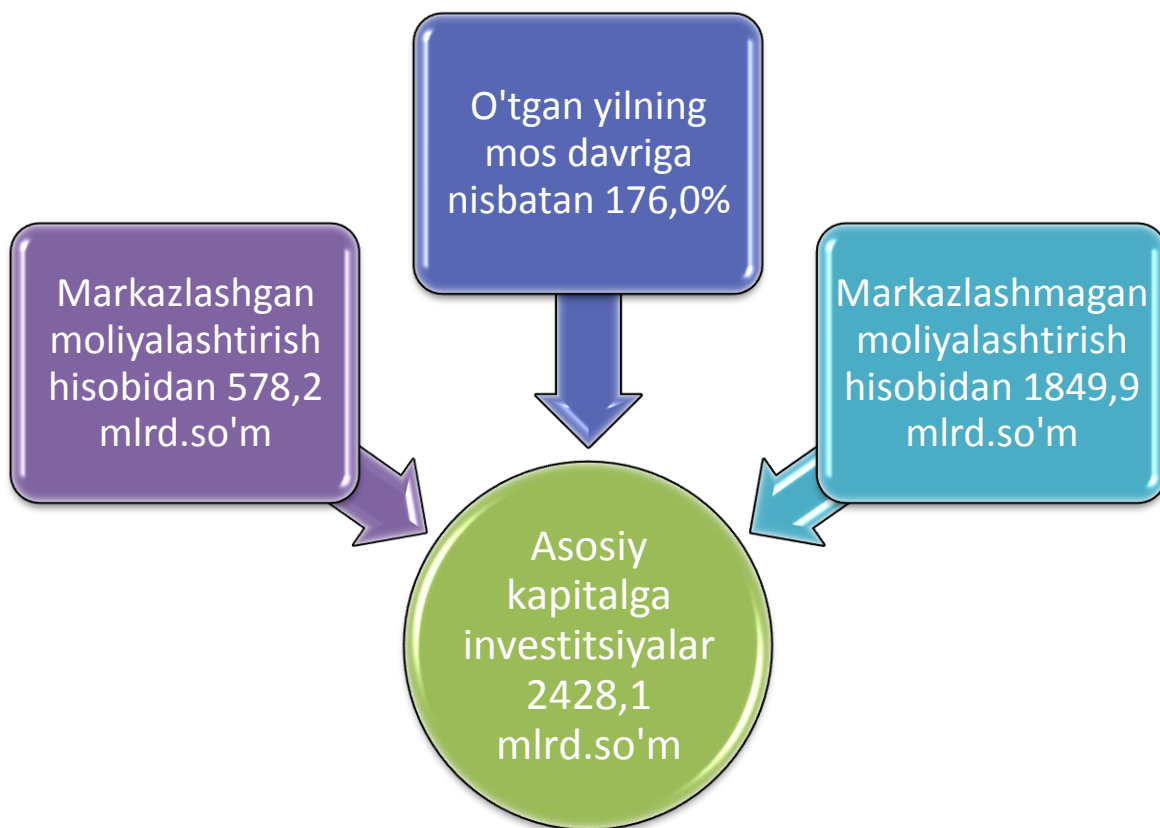 O'tgan yilning
mos davriga
nisbatan 176,0%
Markazlashgan
moliyalashtirish
hisobidan 578,2
mlrd.so'm
Markazlashmagan
moliyalashtirish
hisobidan 1849,9
mlrd.so'm
Asosiy
kapitalga
investitsiyalar
2428,1
mlrd.so'm